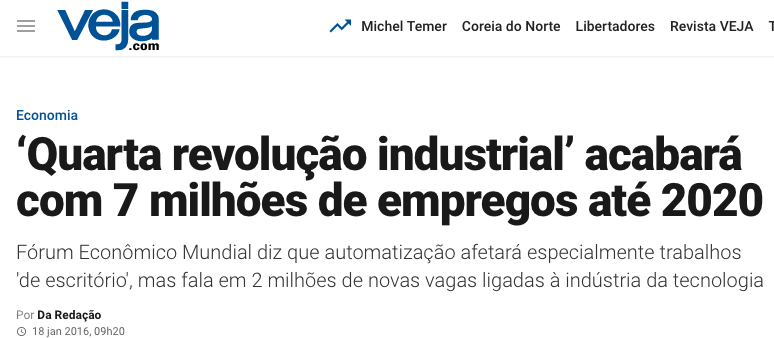 veja
.com
Michel Temer Coreia do Norte Libertadores Revista VEJA
Economia
‘Quarta revolução industrial’ acabará
com 7 milhões de empregos até 2020
Fórum Econômico Mundial diz que automatização afetará especialmente trabalhos
'de escritório', mas fala em 2 milhões de novas vagas ligadas à indústria da tecnologia
Por Da Redação
18 jan 2016, 09h20